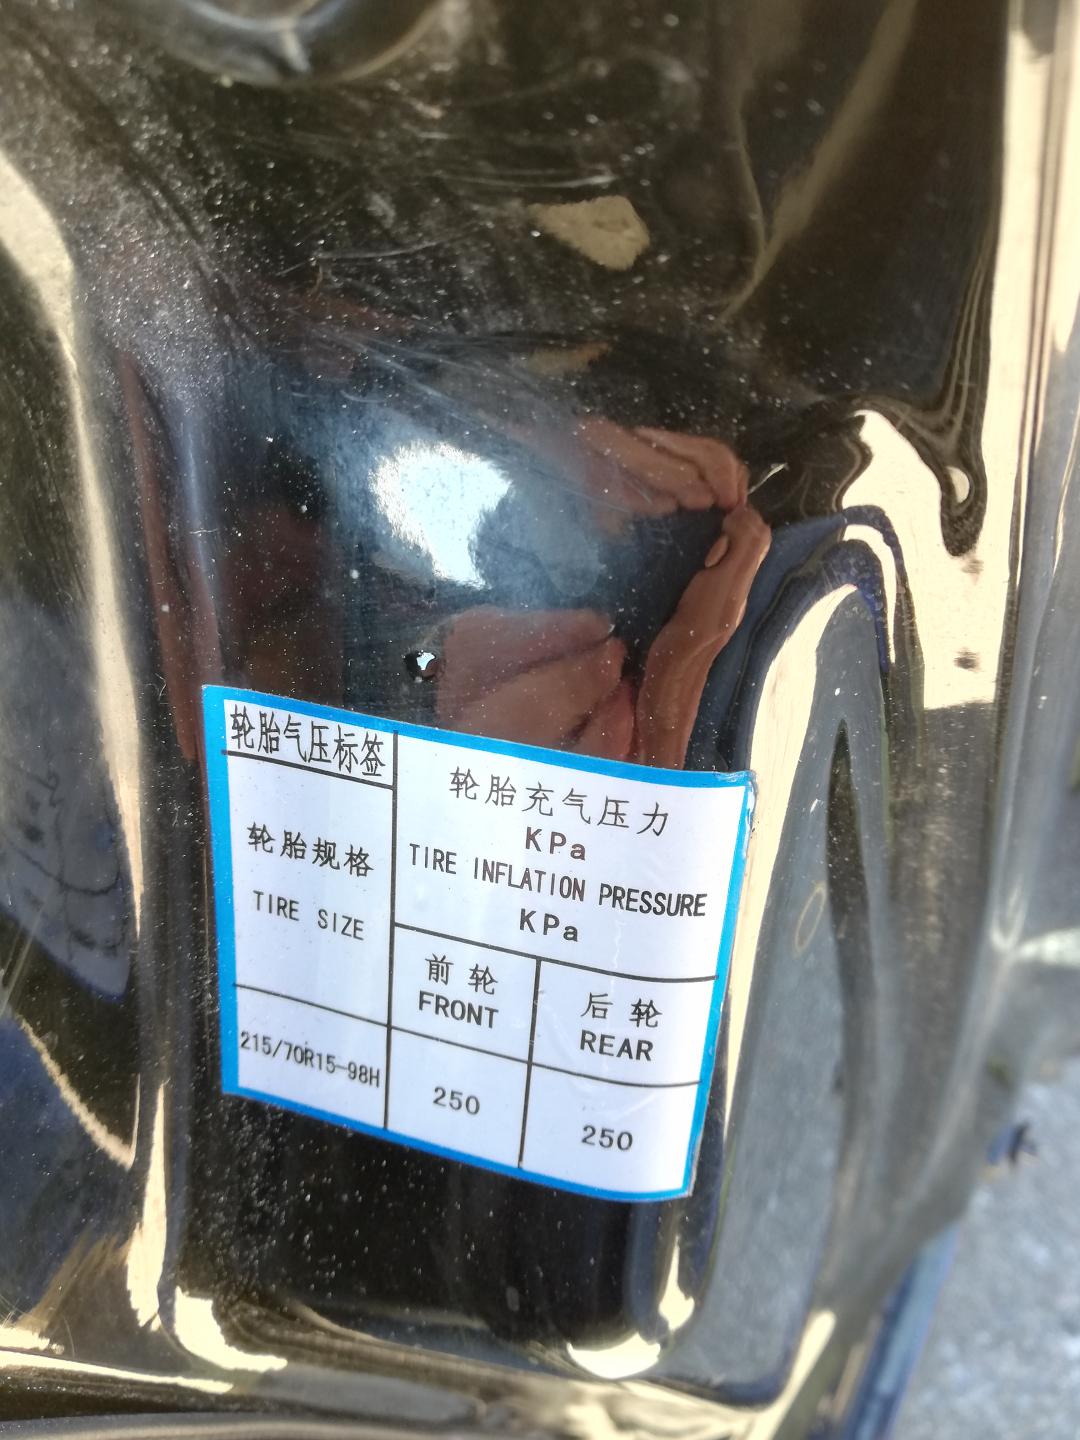 轮胎气压标签
轮胎规格
TIRE SIZE
轮胎充气压力
KPa
TIRE INFLATION PRESSURE
KPa
前轮
FRONT
后轮
REAR
215/70R15-98H
250
250